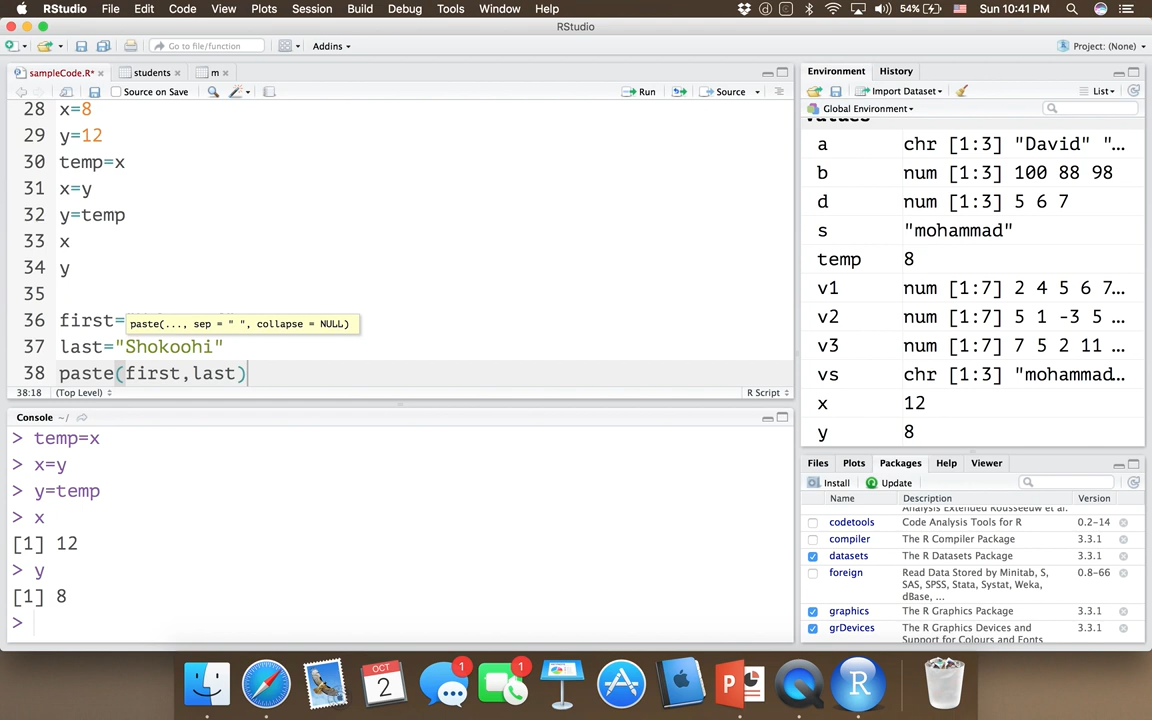 RStudio File Edit Code View Plots Session Build Debug Tools Window Help 54% Sun 10:41 PM
RStudio
Go to file/function Addins Project: (None)
sampleCode.R* students m
Source on Save Run Source
28 x=8
29 y=12
30 temp=x
31 x=y
32 y=temp
33 x
34 y
35
36 first=
paste(..., sep = " ", collapse = NULL)
37 last="Shokoohi"
38 paste(first,last)
38:18 (Top Level) R Script
Console ~/
> temp=x
> x=y
> y=temp
> x
[1] 12
> y
[1] 8
>
Environment History
Import Dataset List
Global Environment
Values
a chr [1:3] "David" "…
b num [1:3] 100 88 98
d num [1:3] 5 6 7
s "mohammad"
temp 8
v1 num [1:7] 2 4 5 6 7…
v2 num [1:7] 5 1 -3 5 …
v3 num [1:7] 7 5 2 11 …
vs chr [1:3] "mohammad…
x 12
y 8
Files Plots Packages Help Viewer
Install Update
Name Description Version
Analysis Extended Rousseeuw et al.
codetools Code Analysis Tools for R 0.2-14
compiler The R Compiler Package 3.3.1
datasets The R Datasets Package 3.3.1
foreign Read Data Stored by Minitab, S, 0.8-66
SAS, SPSS, Stata, Systat, Weka,
dBase, ...
graphics The R Graphics Package 3.3.1
grDevices The R Graphics Devices and 3.3.1
Support for Colours and Fonts
OCT
2
1
1
P
R